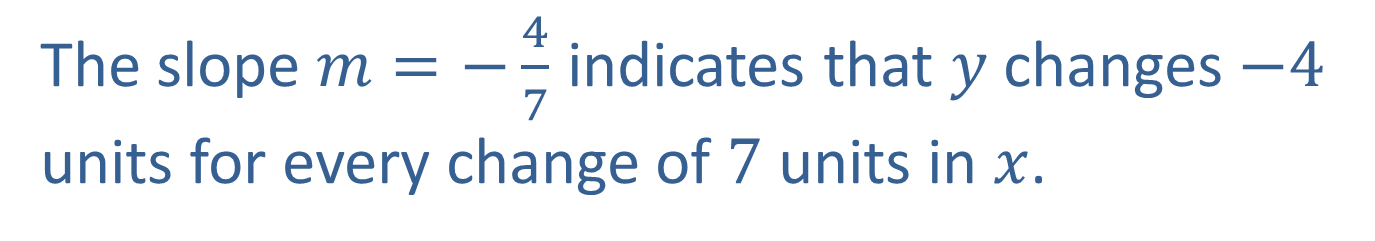 The slope m = −4/7 indicates that y changes −4
units for every change of 7 units in x.